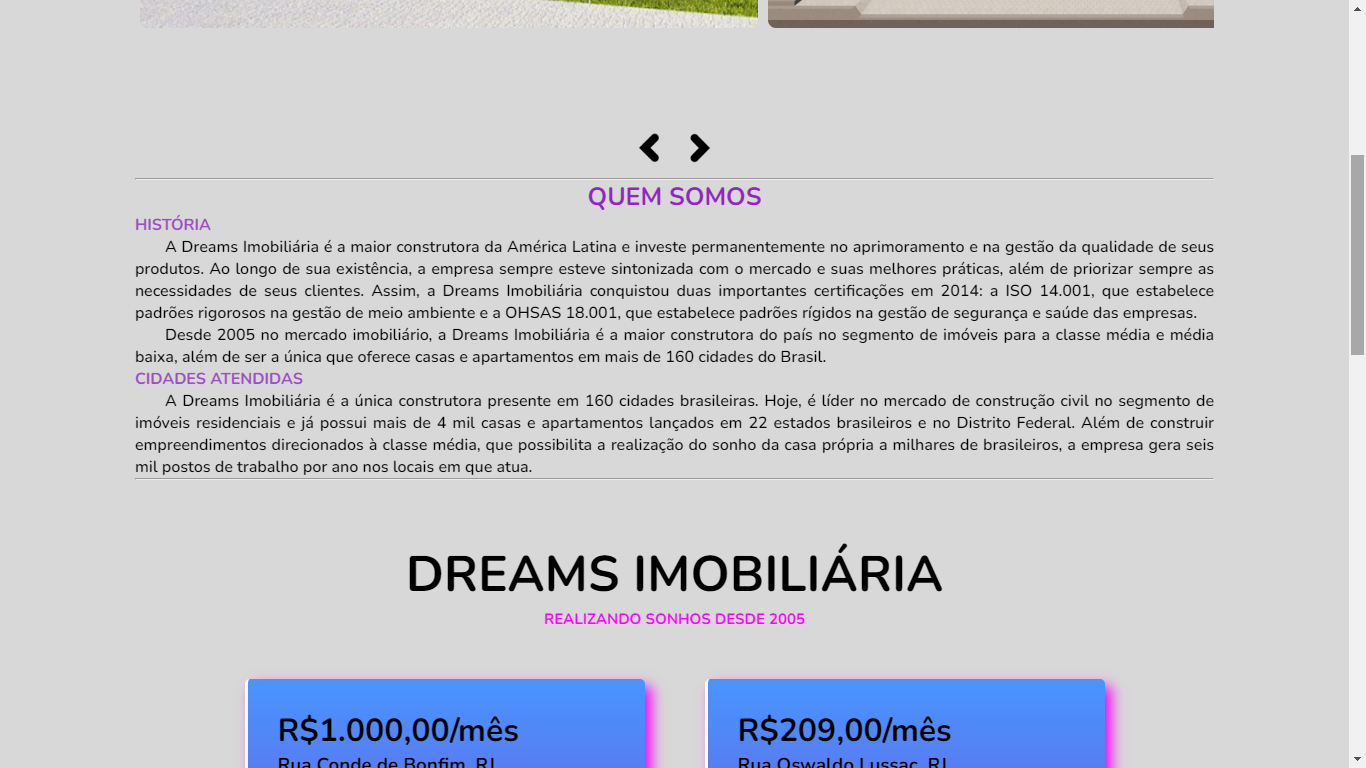 QUEM SOMOS
HISTÓRIA
A Dreams Imobiliária é a maior construtora da América Latina e investe permanentemente no aprimoramento e na gestão da qualidade de seus
produtos. Ao longo de sua existência, a empresa sempre esteve sintonizada com o mercado e suas melhores práticas, além de priorizar sempre as
necessidades de seus clientes. Assim, a Dreams Imobiliária conquistou duas importantes certificações em 2014: a ISO 14.001, que estabelece
padrões rigorosos na gestão de meio ambiente e a OHSAS 18.001, que estabelece padrões rígidos na gestão de segurança e saúde das empresas.
Desde 2005 no mercado imobiliário, a Dreams Imobiliária é a maior construtora do país no segmento de imóveis para a classe média e média
baixa, além de ser a única que oferece casas e apartamentos em mais de 160 cidades do Brasil.
CIDADES ATENDIDAS
A Dreams Imobiliária é a única construtora presente em 160 cidades brasileiras. Hoje, é líder no mercado de construção civil no segmento de
imóveis residenciais e já possui mais de 4 mil casas e apartamentos lançados em 22 estados brasileiros e no Distrito Federal. Além de construir
empreendimentos direcionados à classe média, que possibilita a realização do sonho da casa própria a milhares de brasileiros, a empresa gera seis
mil postos de trabalho por ano nos locais em que atua.
DREAMS IMOBILIÁRIA
REALIZANDO SONHOS DESDE 2005
R$1.000,00/mês
Rua Conde de Bonfim, RJ
R$209,00/mês
Rua Oswaldo Lussac, RJ